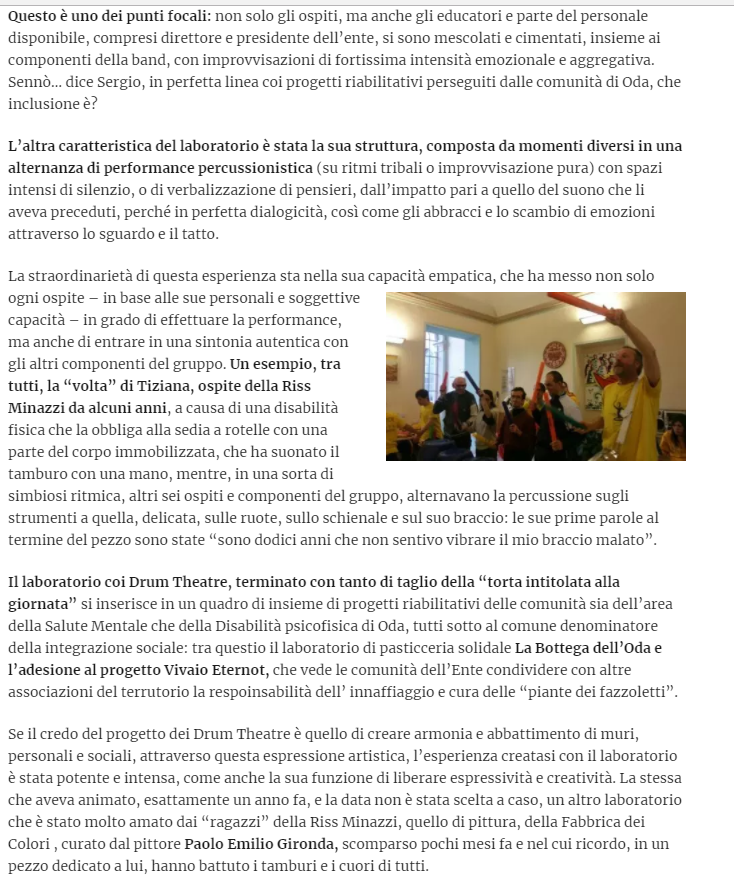 Questo è uno dei punti focali: non solo gli ospiti, ma anche gli educatori e parte del personale
disponibile, compresi direttore e presidente dell’ente, si sono mescolati e cimentati, insieme ai
componenti della band, con improvvisazioni di fortissima intensità emozionale e aggregativa.
Sennò… dice Sergio, in perfetta linea coi progetti riabilitativi perseguiti dalle comunità di Oda, che
inclusione è?
L’altra caratteristica del laboratorio è stata la sua struttura, composta da momenti diversi in una
alternanza di performance percussionistica (su ritmi tribali o improvvisazione pura) con spazi
intensi di silenzio, o di verbalizzazione di pensieri, dall’impatto pari a quello del suono che li
aveva preceduti, perché in perfetta dialogicità, così come gli abbracci e lo scambio di emozioni
attraverso lo sguardo e il tatto.
La straordinarietà di questa esperienza sta nella sua capacità empatica, che ha messo non solo
ogni ospite – in base alle sue personali e soggettive
capacità – in grado di effettuare la performance,
ma anche di entrare in una sintonia autentica con
gli altri componenti del gruppo. Un esempio, tra
tutti, la “volta” di Tiziana, ospite della Riss
Minazzi da alcuni anni, a causa di una disabilità
fisica che la obbliga alla sedia a rotelle con una
parte del corpo immobilizzata, che ha suonato il
tamburo con una mano, mentre, in una sorta di
simbiosi ritmica, altri sei ospiti e componenti del gruppo, alternavano la percussione sugli
strumenti a quella, delicata, sulle ruote, sullo schienale e sul suo braccio: le sue prime parole al
termine del pezzo sono state “sono dodici anni che non sentivo vibrare il mio braccio malato”.
Il laboratorio coi Drum Theatre, terminato con tanto di taglio della “torta intitolata alla
giornata” si inserisce in un quadro di insieme di progetti riabilitativi delle comunità sia dell’area
della Salute Mentale che della Disabilità psicofisica di Oda, tutti sotto al comune denominatore
della integrazione sociale: tra questio il laboratorio di pasticceria solidale La Bottega dell’Oda e
l’adesione al progetto Vivaio Eternot, che vede le comunità dell’Ente condividere con altre
associazioni del terrutorio la respoinsabilità dell’ innaffiaggio e cura delle “piante dei fazzoletti”.
Se il credo del progetto dei Drum Theatre è quello di creare armonia e abbattimento di muri,
personali e sociali, attraverso questa espressione artistica, l’esperienza creatasi con il laboratorio
è stata potente e intensa, come anche la sua funzione di liberare espressività e creatività. La stessa
che aveva animato, esattamente un anno fa, e la data non è stata scelta a caso, un altro laboratorio
che è stato molto amato dai “ragazzi” della Riss Minazzi, quello di pittura, della Fabbrica dei
Colori , curato dal pittore Paolo Emilio Gironda, scomparso pochi mesi fa e nel cui ricordo, in un
pezzo dedicato a lui, hanno battuto i tamburi e i cuori di tutti.